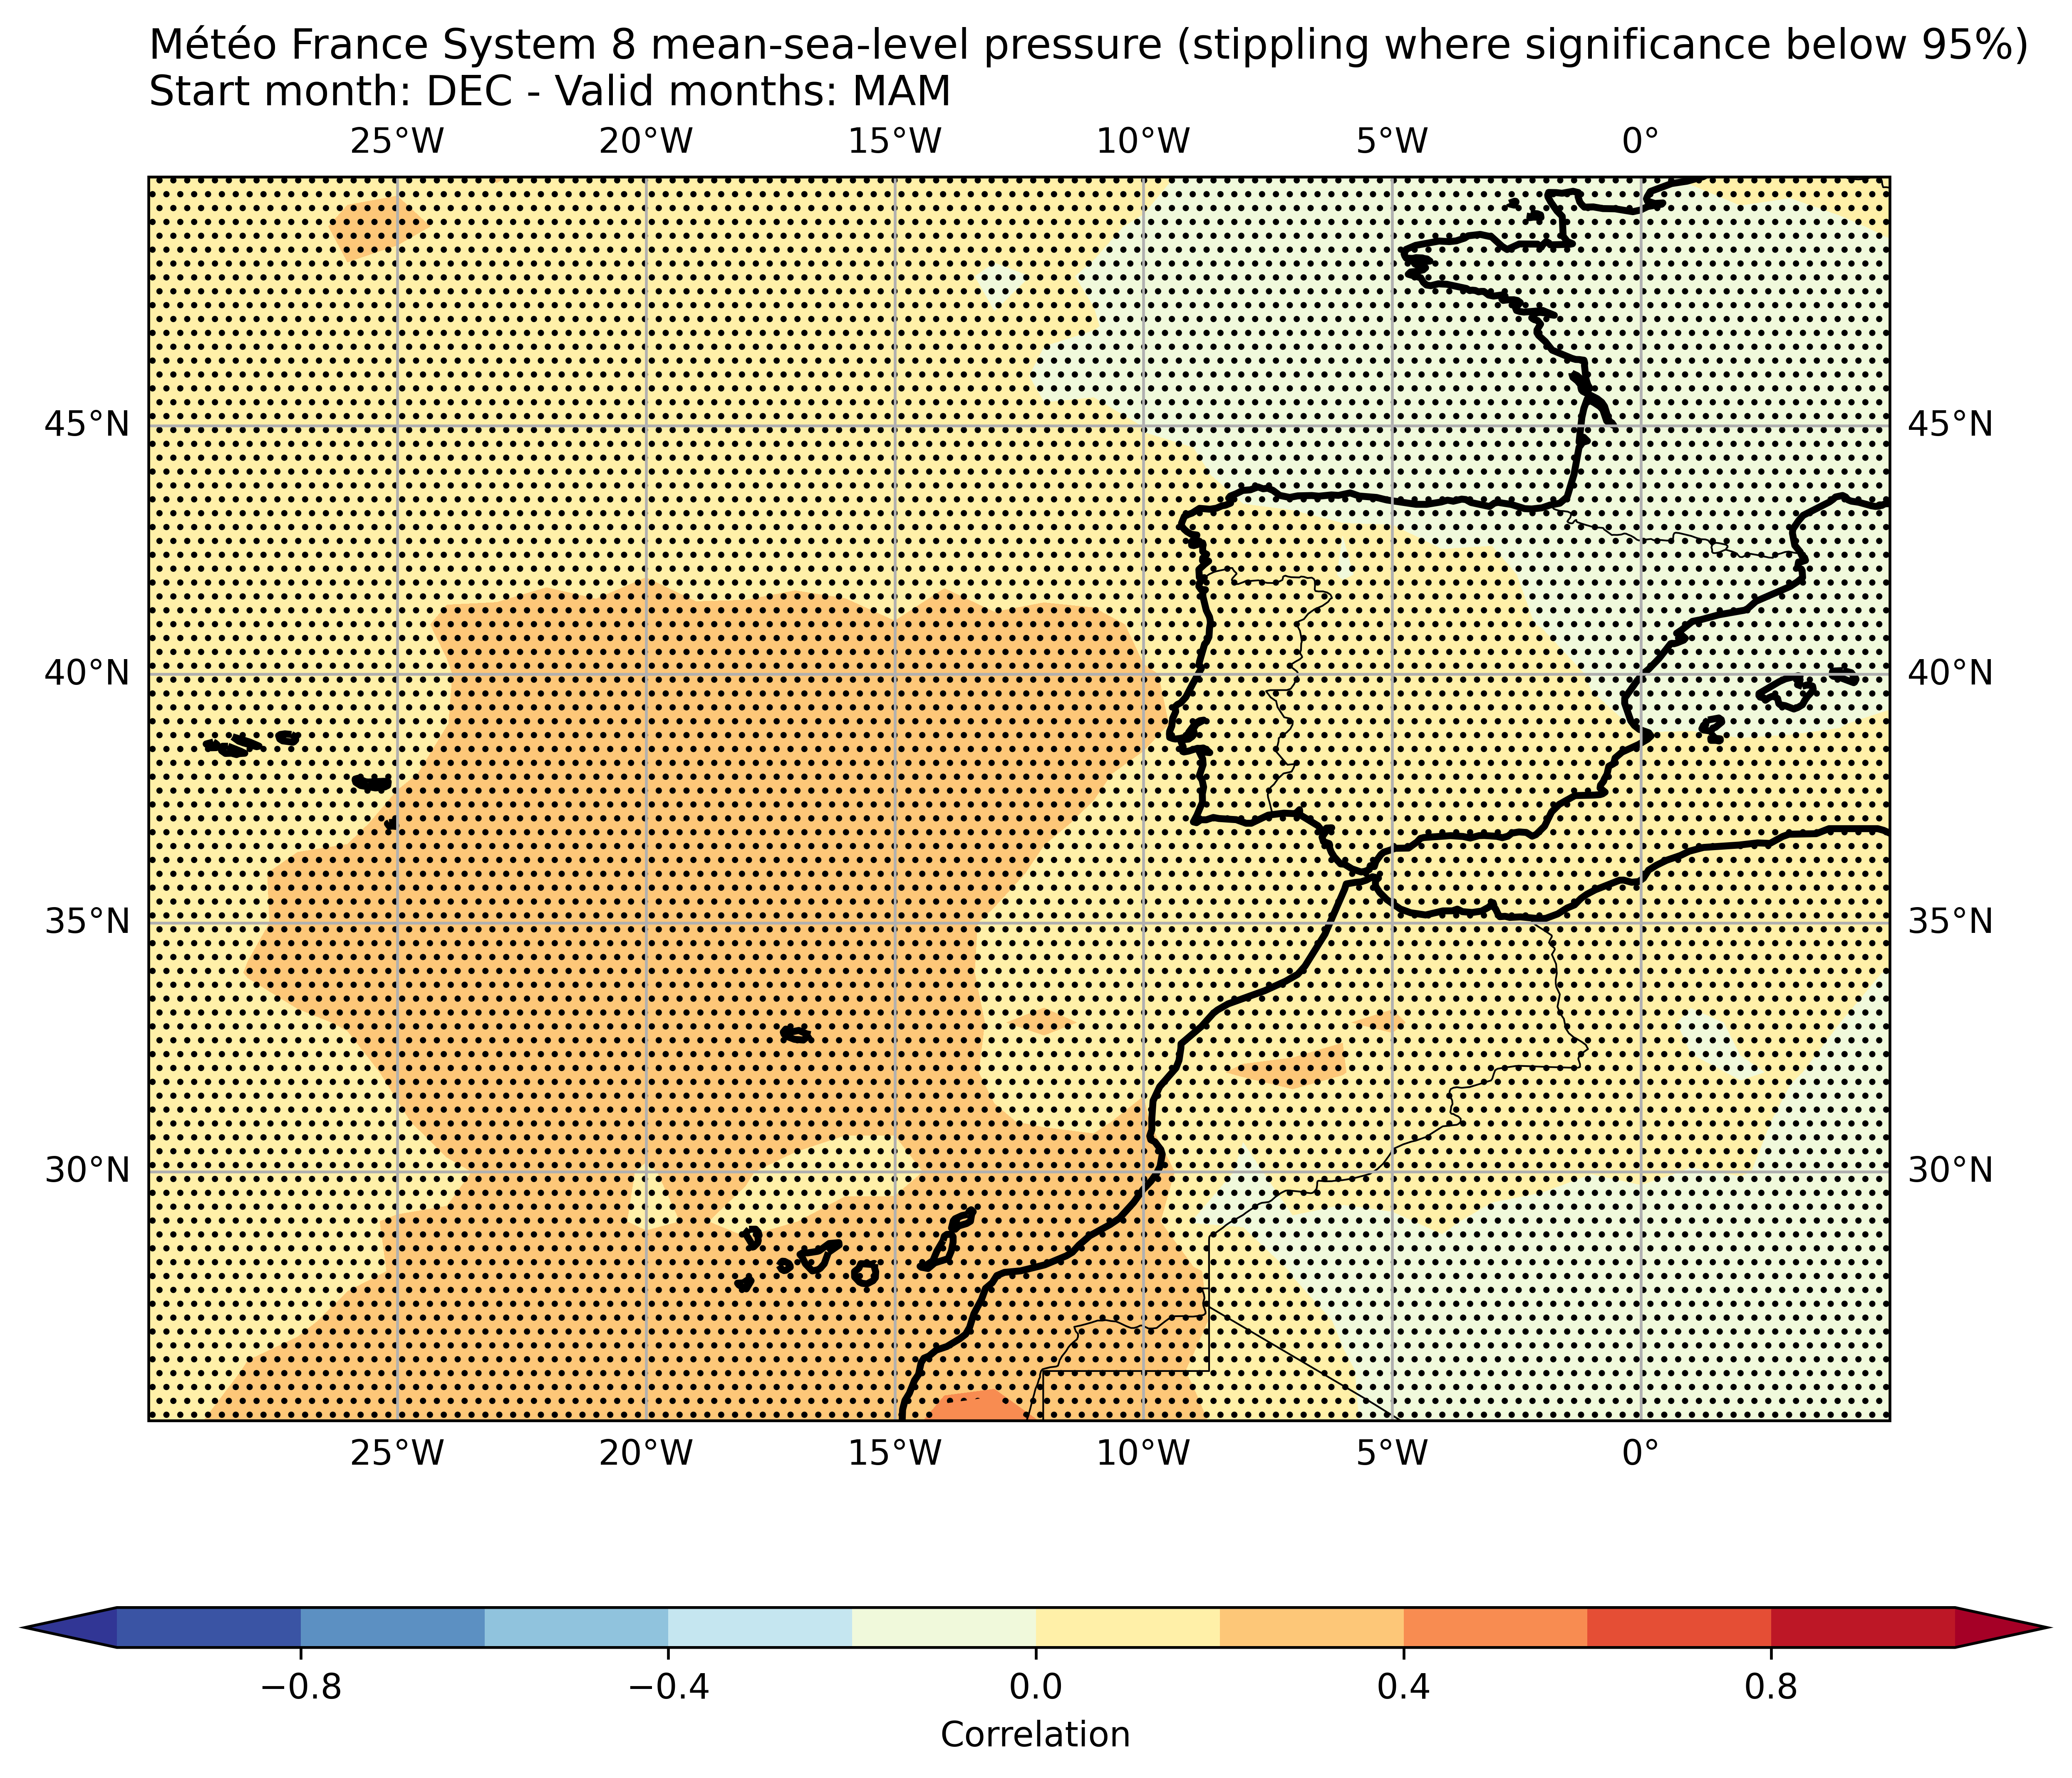 Météo France System 8 mean-sea-level pressure (stippling where significance below 95%)
Start month: DEC - Valid months: MAM
25°W 20°W 15°W 10°W 5°W 0°
45°N 45°N
40°N 40°N
35°N 35°N
30°N 30°N
25°W 20°W 15°W 10°W 5°W 0°
−0.8 −0.4 0.0 0.4 0.8
Correlation